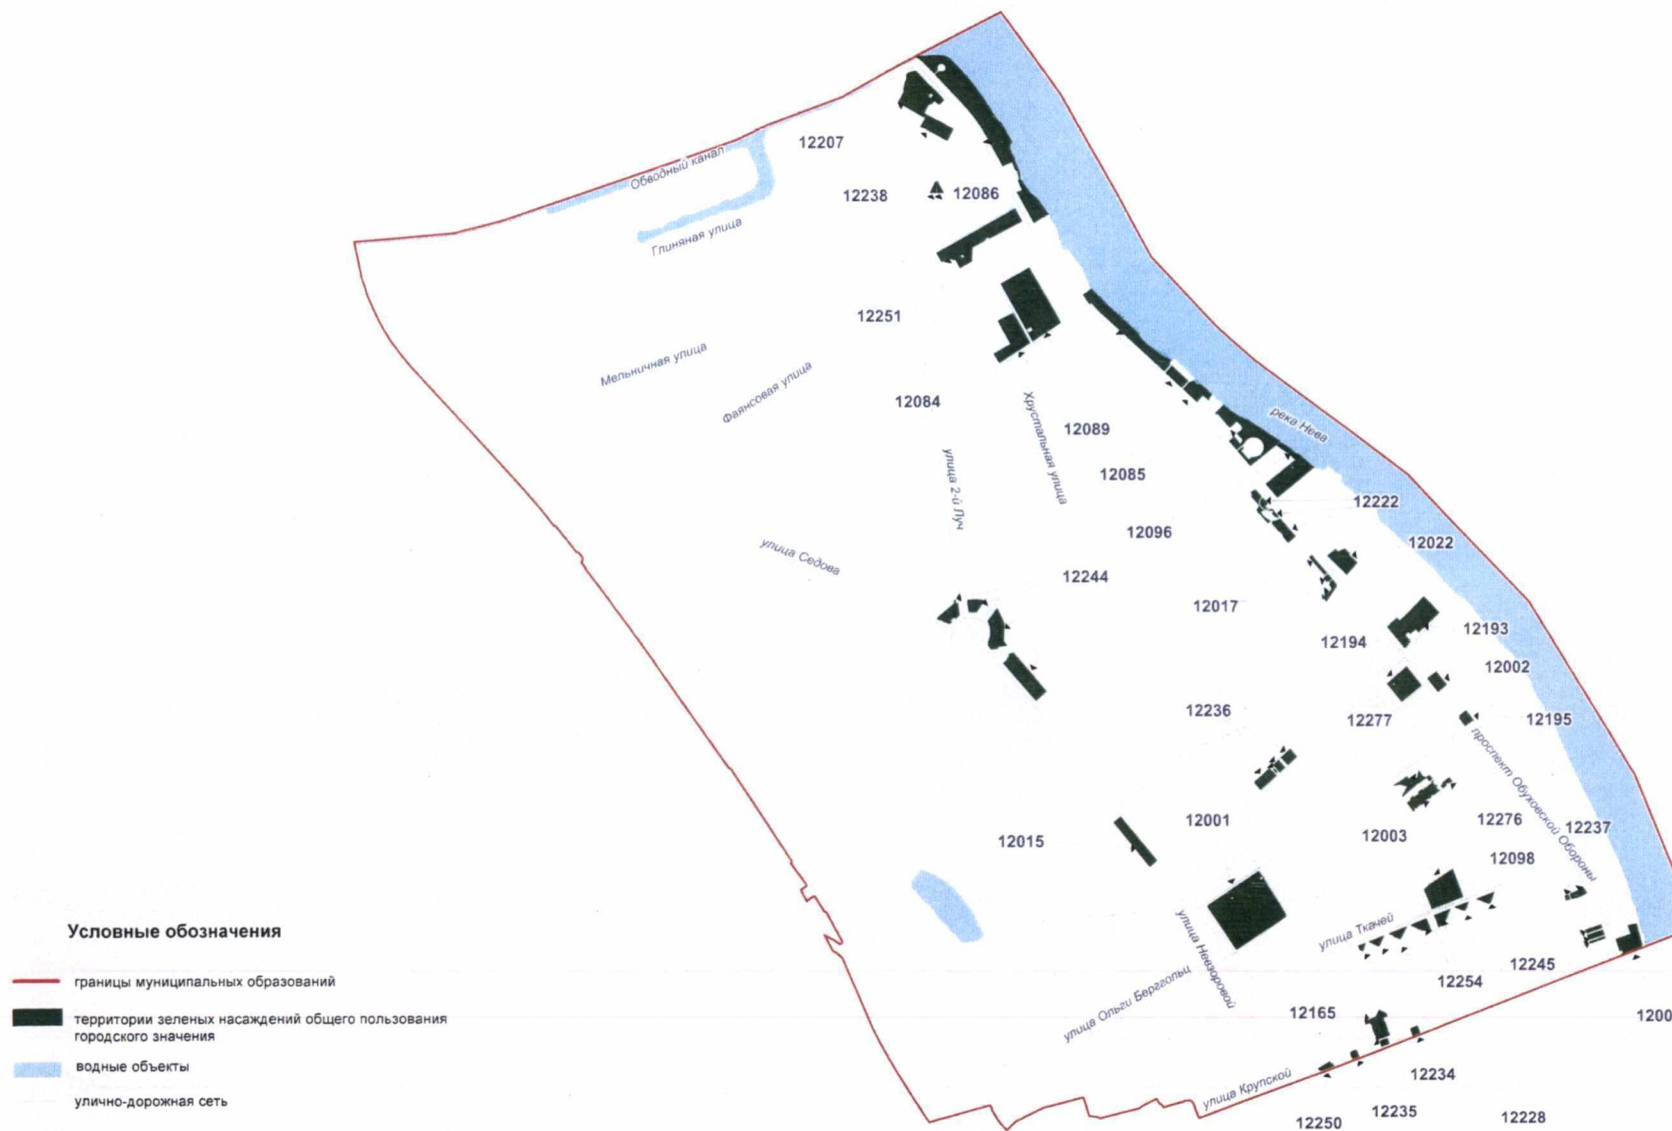 12207
Обводный канал
12238
12086
Глиняная улица
12251
Мельничная улица
Фаянсовая улица
12084
Хрустальная улица
река Нева
12089
улица 2-й Луч
12085
12222
12096
12022
улица Седова
12244
12017
12193
12194
12002
12236
12277
12195
проспект Обуховской Обороны
12001
12276
12237
12015
12003
12098
улица Невзоровой
улица Ткачей
Условные обозначения
12245
границы муниципальных образований
12254
улица Ольги Берггольц
12165
1200
территории зеленых насаждений общего пользования
городского значения
водные объекты
12234
улица Крупской
улично-дорожная сеть
12235
12228
12250